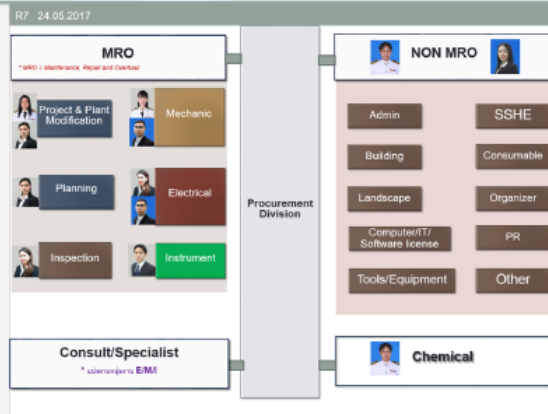 R7 24.05.2017
MRO
* MRO = Maintenance, Repair and Overhaul
Project & Plant
Modification
Mechanic
Planning
Electrical
Inspection
Instrument
Consult/Specialist
* E/M/I
Procurement
Division
NON MRO
Admin
SSHE
Building
Consumable
Landscape
Organizer
Computer/IT/
Software license
PR
Tools/Equipment
Other
Chemical